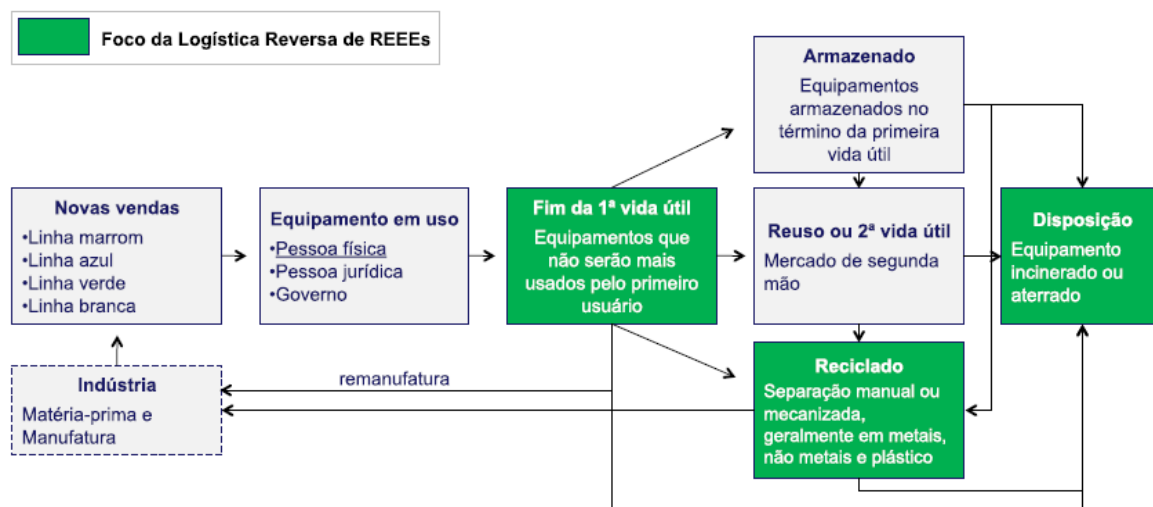 Foco da Logística Reversa de REEEs
Armazenado
Equipamentos
armazenados no
término da primeira
vida útil
Novas vendas
•Linha marrom
•Linha azul
•Linha verde
•Linha branca
Equipamento em uso
•Pessoa física
•Pessoa jurídica
•Governo
Fim da 1ª vida útil
Equipamentos que
não serão mais
usados pelo primeiro
usuário
Reuso ou 2ª vida útil
Mercado de segunda
mão
Disposição
Equipamento
incinerado ou
aterrado
Indústria
Matéria-prima e
Manufatura
remanufatura
Reciclado
Separação manual ou
mecanizada,
geralmente em metais,
não metais e plástico